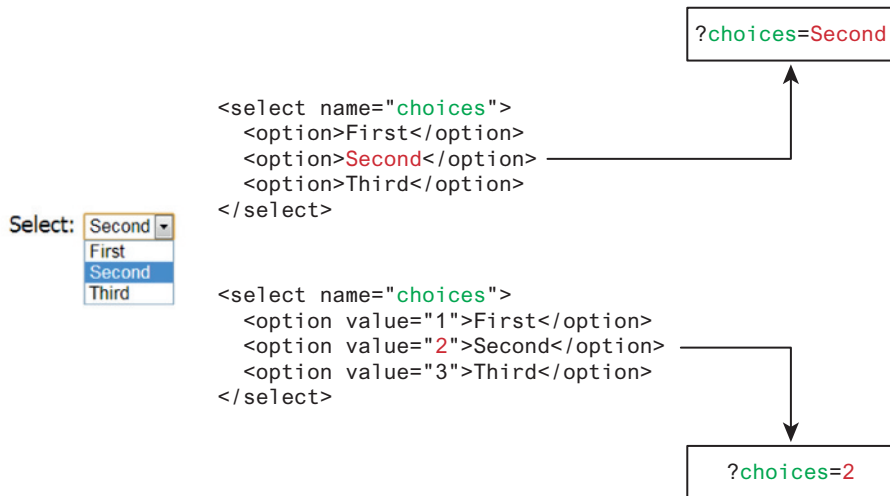 ?choices=Second
<select name="choices">
<option>First</option>
<option>Second</option>
<option>Third</option>
</select>
Select: Second
First
Second
Third
<select name="choices">
<option value="1">First</option>
<option value="2">Second</option>
<option value="3">Third</option>
</select>
?choices=2